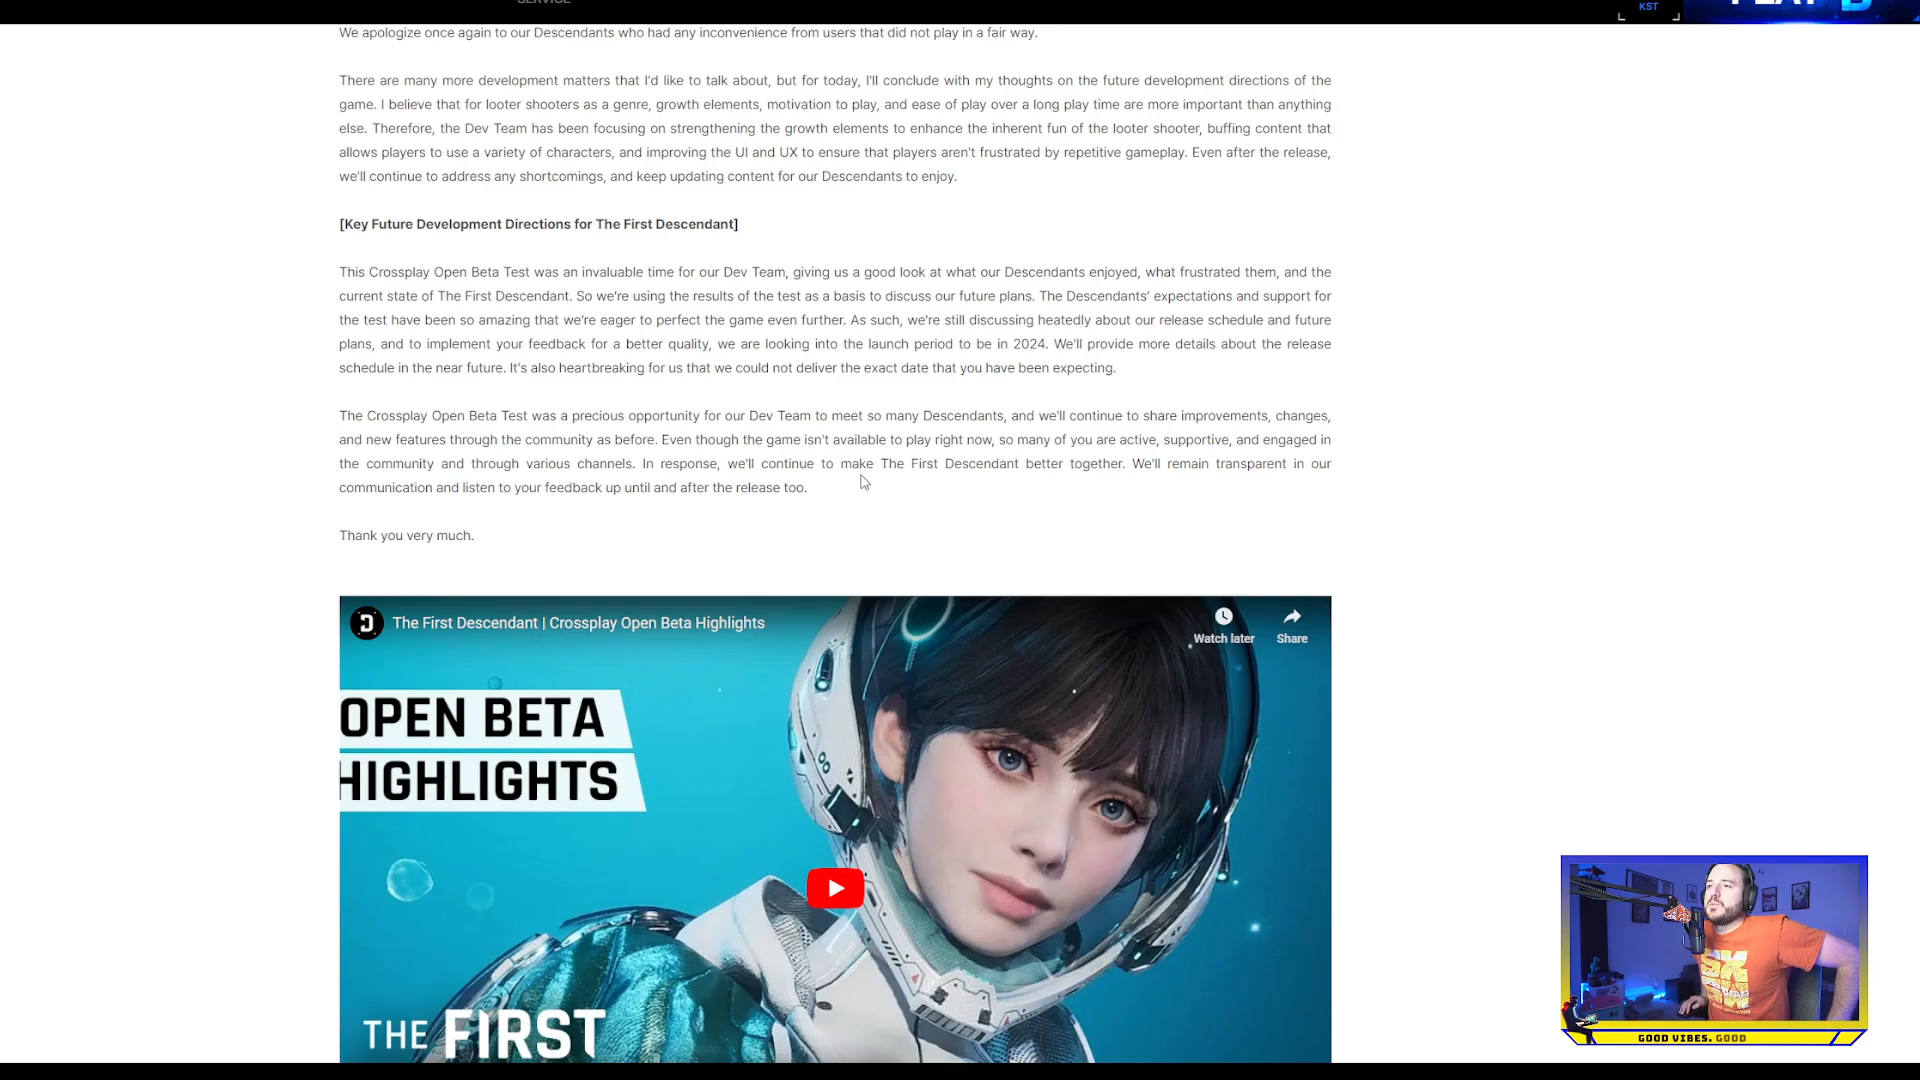 KST
We apologize once again to our Descendants who had any inconvenience from users that did not play in a fair way.
There are many more development matters that I'd like to talk about, but for today, I'll conclude with my thoughts on the future development directions of the
game. I believe that for looter shooters as a genre, growth elements, motivation to play, and ease of play over a long play time are more important than anything
else. Therefore, the Dev Team has been focusing on strengthening the growth elements to enhance the inherent fun of the looter shooter, buffing content that
allows players to use a variety of characters, and improving the UI and UX to ensure that players aren't frustrated by repetitive gameplay. Even after the release,
we'll continue to address any shortcomings, and keep updating content for our Descendants to enjoy.
[Key Future Development Directions for The First Descendant]
This Crossplay Open Beta Test was an invaluable time for our Dev Team, giving us a good look at what our Descendants enjoyed, what frustrated them, and the
current state of The First Descendant. So we're using the results of the test as a basis to discuss our future plans. The Descendants' expectations and support for
the test have been so amazing that we're eager to perfect the game even further. As such, we're still discussing heatedly about our release schedule and future
plans, and to implement your feedback for a better quality, we are looking into the launch period to be in 2024. We'll provide more details about the release
schedule in the near future. It's also heartbreaking for us that we could not deliver the exact date that you have been expecting.
The Crossplay Open Beta Test was a precious opportunity for our Dev Team to meet so many Descendants, and we'll continue to share improvements, changes,
and new features through the community as before. Even though the game isn't available to play right now, so many of you are active, supportive, and engaged in
the community and through various channels. In response, we'll continue to make The First Descendant better together. We'll remain transparent in our
communication and listen to your feedback up until and after the release too.
Thank you very much.
The First Descendant | Crossplay Open Beta Highlights
Watch later
Share
OPEN BETA
HIGHLIGHTS
THE FIRST
GOOD VIBES. GOOD